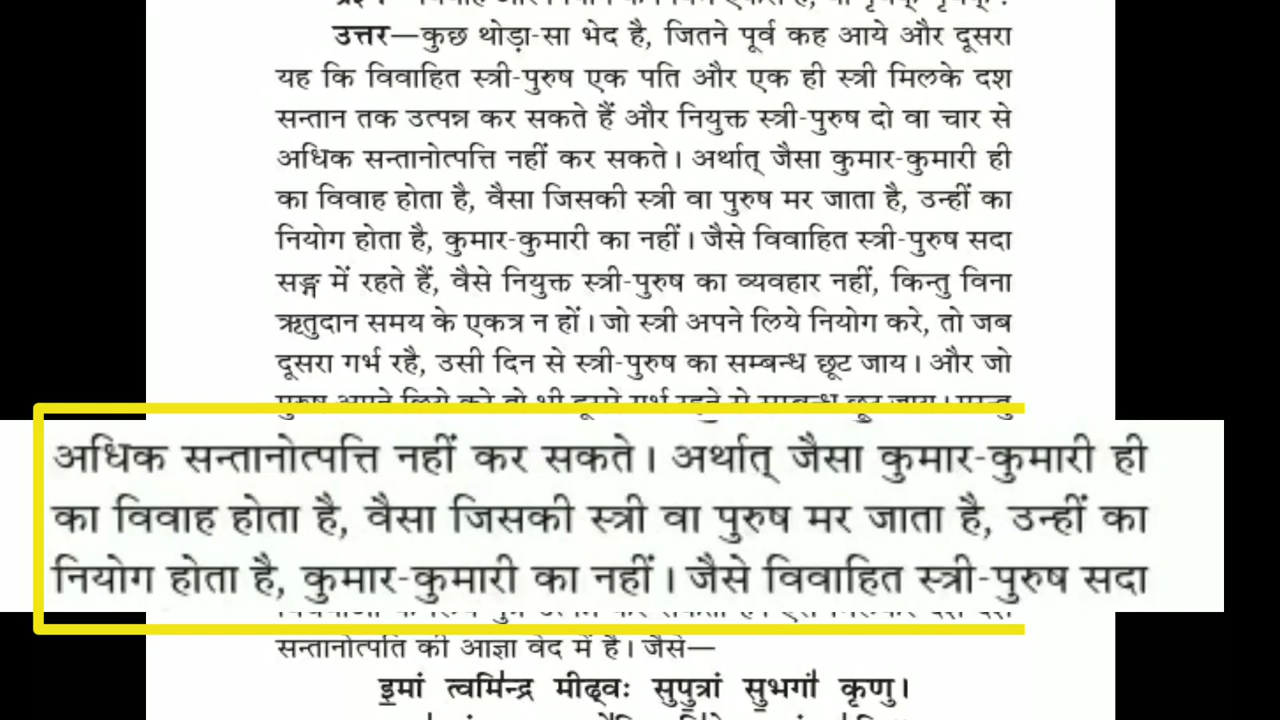 उत्तर—कुछ थोड़ा-सा भेद है, जितने पूर्व कह आये और दूसरा
यह कि विवाहित स्त्री-पुरुष एक पति और एक ही स्त्री मिलके दश
सन्तान तक उत्पन्न कर सकते हैं और नियुक्त स्त्री-पुरुष दो वा चार से
अधिक सन्तानोत्पत्ति नहीं कर सकते। अर्थात् जैसा कुमार-कुमारी ही
का विवाह होता है, वैसा जिसकी स्त्री वा पुरुष मर जाता है, उन्हीं का
नियोग होता है, कुमार-कुमारी का नहीं। जैसे विवाहित स्त्री-पुरुष सदा
सङ्ग में रहते हैं, वैसे नियुक्त स्त्री-पुरुष का व्यवहार नहीं, किन्तु विना
ऋतुदान समय के एकत्र न हों। जो स्त्री अपने लिये नियोग करे, तो जब
दूसरा गर्भ रहै, उसी दिन से स्त्री-पुरुष का सम्बन्ध छूट जाय। और जो
अधिक सन्तानोत्पत्ति नहीं कर सकते। अर्थात् जैसा कुमार-कुमारी ही
का विवाह होता है, वैसा जिसकी स्त्री वा पुरुष मर जाता है, उन्हीं का
नियोग होता है, कुमार-कुमारी का नहीं। जैसे विवाहित स्त्री-पुरुष सदा
सन्तानोत्पत्ति की आज्ञा वेद में है। जैसे—
इ॒मां त्वमि॑न्द्र मीढ्वः सुपु॒त्रां सु॒भगां॑ कृणु।